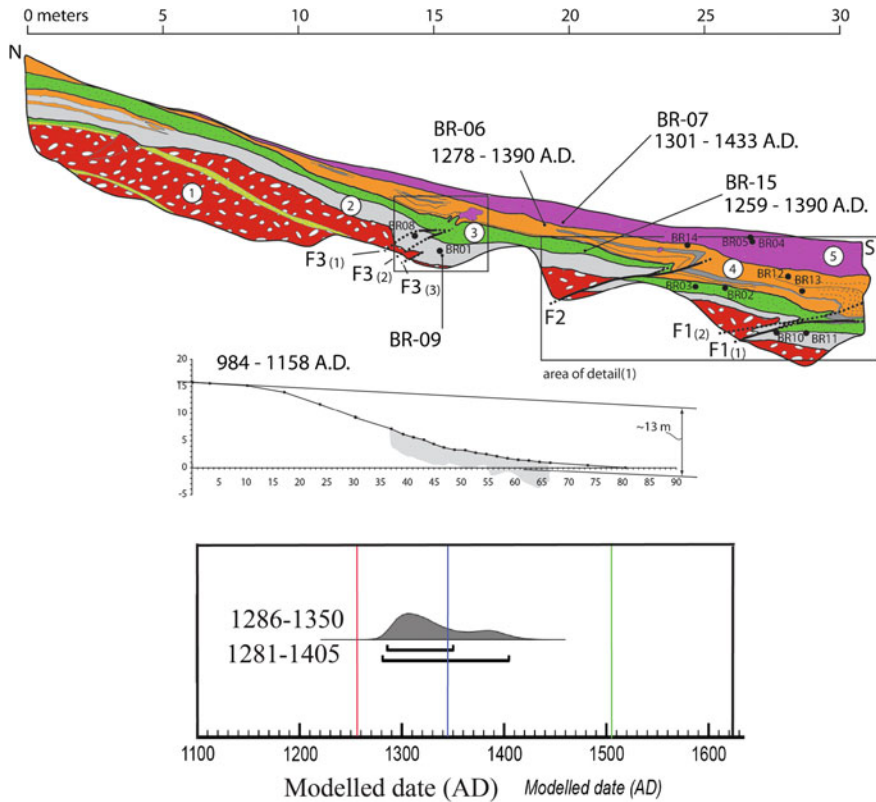 0 meters 5 10 15 20 25 30
N
BR-06
1278 - 1390 A.D.
BR-07
1301 - 1433 A.D.
BR-15
1259 - 1390 A.D.
1
2
BR08
3
BR01
BR14
BR05 BR04
S
5
4
BR12
BR13
BR03 BR02
F3 (1)
F3 (2)
F3 (3)
F2
F1(2)
F1(1)
BR10 BR11
BR-09
984 - 1158 A.D.
area of detail(1)
20
15
10
5
0
-5
~13 m
0 5 10 15 20 25 30 35 40 45 50 55 60 65 70 75 80 85 90
1286-1350
1281-1405
1100 1200 1300 1400 1500 1600
Modelled date (AD) Modelled date (AD)